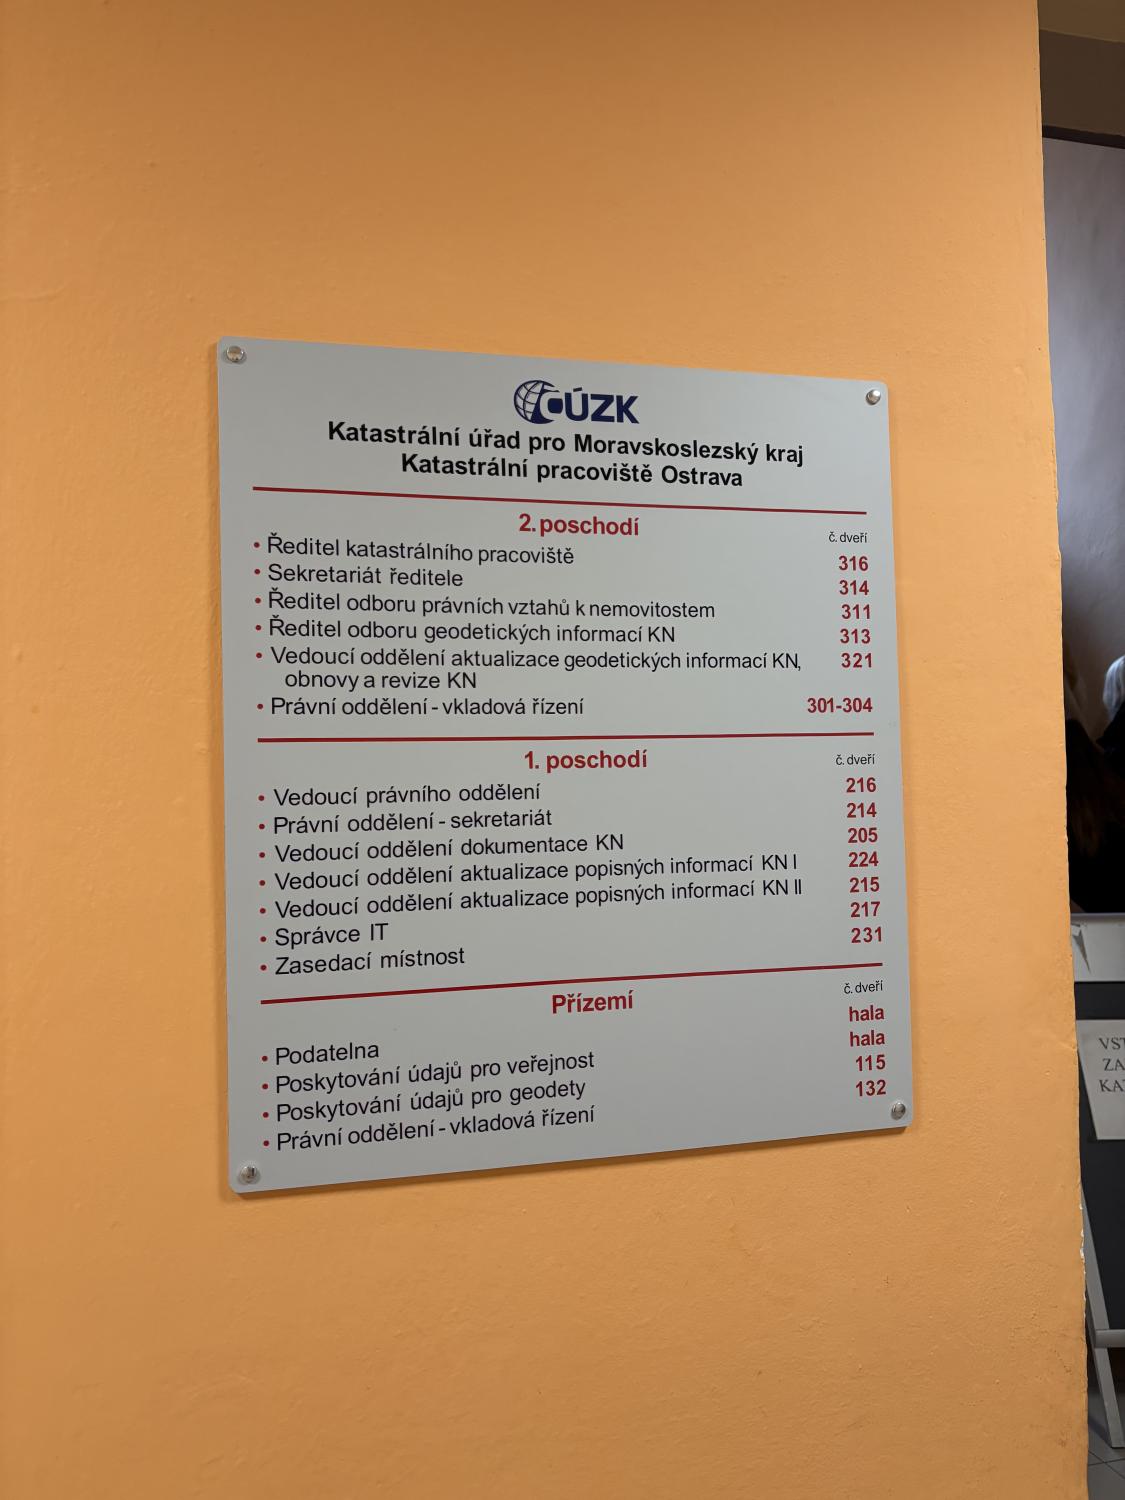 ČÚZK
Katastrální úřad pro Moravskoslezský kraj
Katastrální pracoviště Ostrava
2. poschodí
č. dveří
• Ředitel katastrálního pracoviště 316
• Sekretariát ředitele 314
• Ředitel odboru právních vztahů k nemovitostem 311
• Ředitel odboru geodetických informací KN 313
• Vedoucí oddělení aktualizace geodetických informací KN, 321
obnovy a revize KN
• Právní oddělení - vkladová řízení 301-304
1. poschodí
č. dveří
• Vedoucí právního oddělení 216
• Právní oddělení - sekretariát 214
• Vedoucí oddělení dokumentace KN 205
• Vedoucí oddělení aktualizace popisných informací KN I 224
• Vedoucí oddělení aktualizace popisných informací KN II 215
• Správce IT 217
• Zasedací místnost 231
Přízemí
č. dveří
• Podatelna hala
• Poskytování údajů pro veřejnost hala
• Poskytování údajů pro geodety 115
• Právní oddělení - vkladová řízení 132